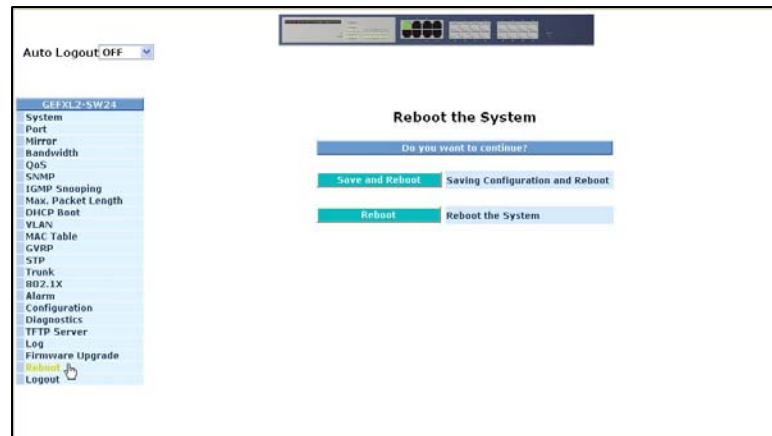 Auto Logout OFF
GEFXL2-SW24
System
Port
Mirror
Bandwidth
QoS
SNMP
IGMP Snooping
Max. Packet Length
DHCP Boot
VLAN
MAC Table
GVRP
STP
Trunk
802.1X
Alarm
Configuration
Diagnostics
TFTP Server
Log
Firmware Upgrade
Reboot
Logout
Reboot the System
Do you want to continue?
Save and Reboot Saving Configuration and Reboot
Reboot Reboot the System